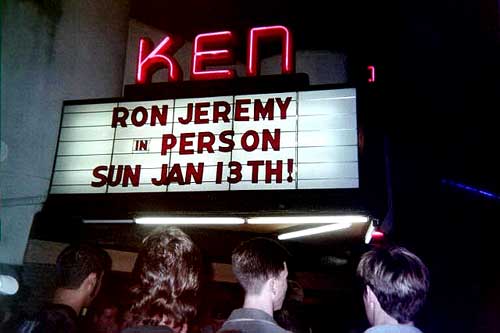 KEN
RON JEREMY
IN PERSON
SUN JAN 13TH!